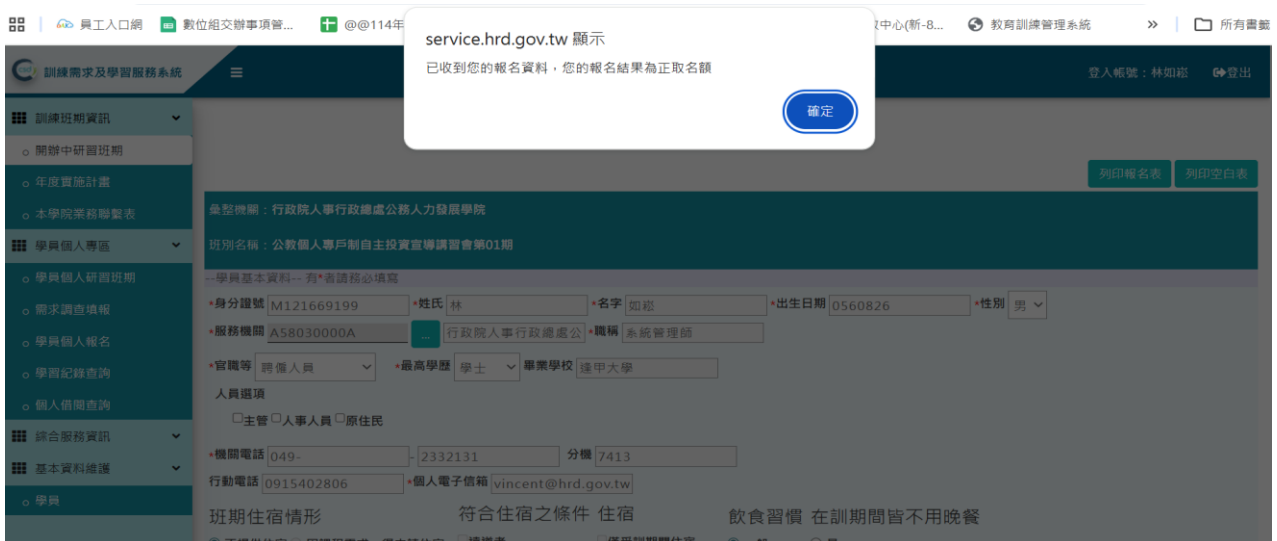 員工入口網 數位組交辦事項管... @@114年 心(新-8... 教育訓練管理系統 » 所有書籤
service.hrd.gov.tw 顯示
已收到您的報名資料，您的報名結果為正取名額
確定
訓練需求及學習服務系統
登入帳號：林如崧 登出
訓練班期資訊
開辦中研習班期
年度實施計畫
本學院業務聯繫表
學員個人專區
學員個人研習班期
需求調查填報
學員個人報名
學習紀錄查詢
個人借閱查詢
綜合服務資訊
基本資料維護
學員
列印報名表 列印空白表
彙整機關：行政院人事行政總處公務人力發展學院
班別名稱：公教個人專戶制自主投資宣導講習會第01期
--學員基本資料-- 有*者請務必填寫
*身分證號 M121669199 *姓氏 林 *名字 如崧 *出生日期 0560826 *性別 男
*服務機關 A58030000A ... 行政院人事行政總處公 *職稱 系統管理師
*官職等 聘僱人員 *最高學歷 學士 畢業學校 逢甲大學
人員選項
主管 人事人員 原住民
*機關電話 049- - 2332131 分機 7413
行動電話 0915402806 *個人電子信箱 vincent@hrd.gov.tw
班期住宿情形 符合住宿之條件 住宿 飲食習慣 在訓期間皆不用晚餐